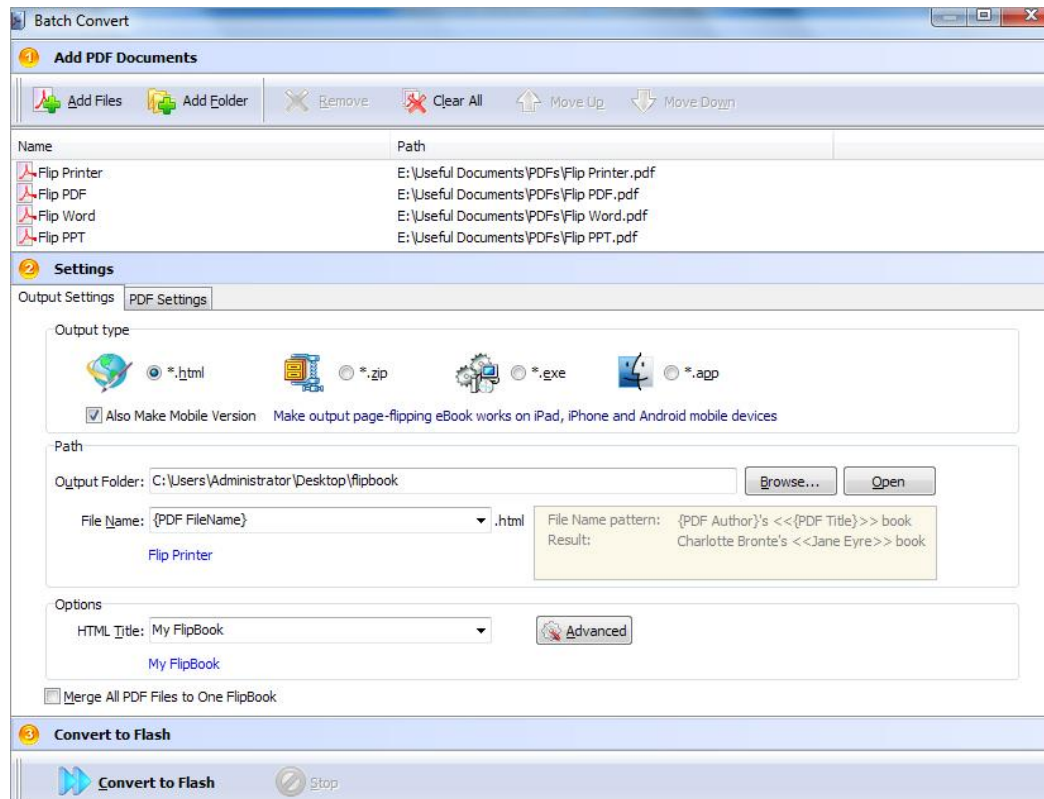 Batch Convert
1 Add PDF Documents
Add Files Add Folder Remove Clear All Move Up Move Down
Name Path
Flip Printer E:\Useful Documents\PDFs\Flip Printer.pdf
Flip PDF E:\Useful Documents\PDFs\Flip PDF.pdf
Flip Word E:\Useful Documents\PDFs\Flip Word.pdf
Flip PPT E:\Useful Documents\PDFs\Flip PPT.pdf
2 Settings
Output Settings PDF Settings
Output type
*.html *.zip *.exe *.app
Also Make Mobile Version Make output page-flipping eBook works on iPad, iPhone and Android mobile devices
Path
Output Folder: C:\Users\Administrator\Desktop\flipbook Browse... Open
File Name: {PDF FileName} .html File Name pattern: {PDF Author}'s <<{PDF Title}>> book
Flip Printer Result: Charlotte Bronte's <<Jane Eyre>> book
Options
HTML Title: My FlipBook Advanced
My FlipBook
Merge All PDF Files to One FlipBook
3 Convert to Flash
Convert to Flash Stop